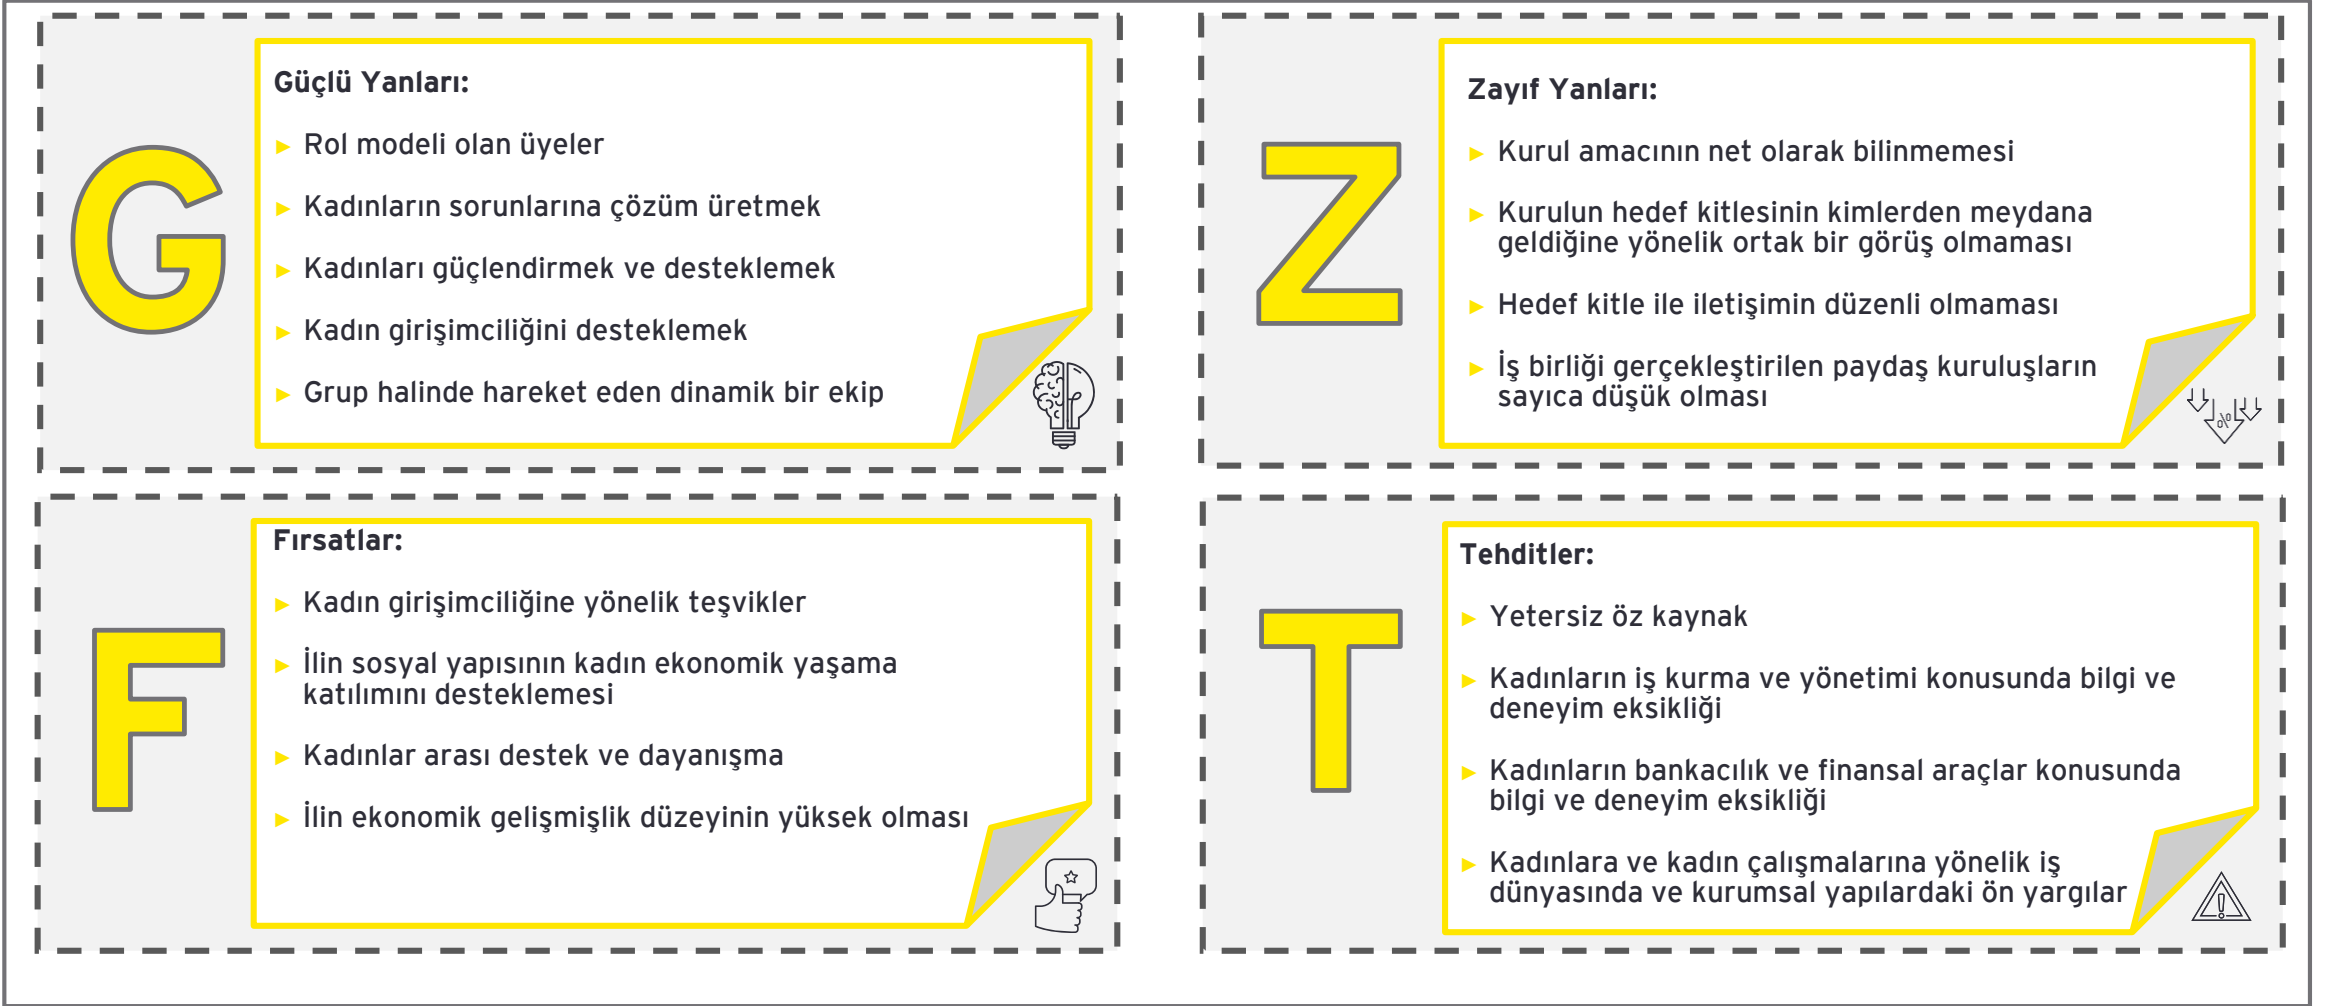 G
Güçlü Yanları:
► Rol modeli olan üyeler
► Kadınların sorunlarına çözüm üretmek
► Kadınları güçlendirmek ve desteklemek
► Kadın girişimciliğini desteklemek
► Grup halinde hareket eden dinamik bir ekip
Z
Zayıf Yanları:
► Kurul amacının net olarak bilinmemesi
► Kurulun hedef kitlesinin kimlerden meydana
geldiğine yönelik ortak bir görüş olmaması
► Hedef kitle ile iletişimin düzenli olmaması
► İş birliği gerçekleştirilen paydaş kuruluşların
sayıca düşük olması
%
F
Fırsatlar:
► Kadın girişimciliğine yönelik teşvikler
► İlin sosyal yapısının kadın ekonomik yaşama
katılımını desteklemesi
► Kadınlar arası destek ve dayanışma
► İlin ekonomik gelişmişlik düzeyinin yüksek olması
T
Tehditler:
► Yetersiz öz kaynak
► Kadınların iş kurma ve yönetimi konusunda bilgi ve
deneyim eksikliği
► Kadınların bankacılık ve finansal araçlar konusunda
bilgi ve deneyim eksikliği
► Kadınlara ve kadın çalışmalarına yönelik iş
dünyasında ve kurumsal yapılardaki ön yargılar